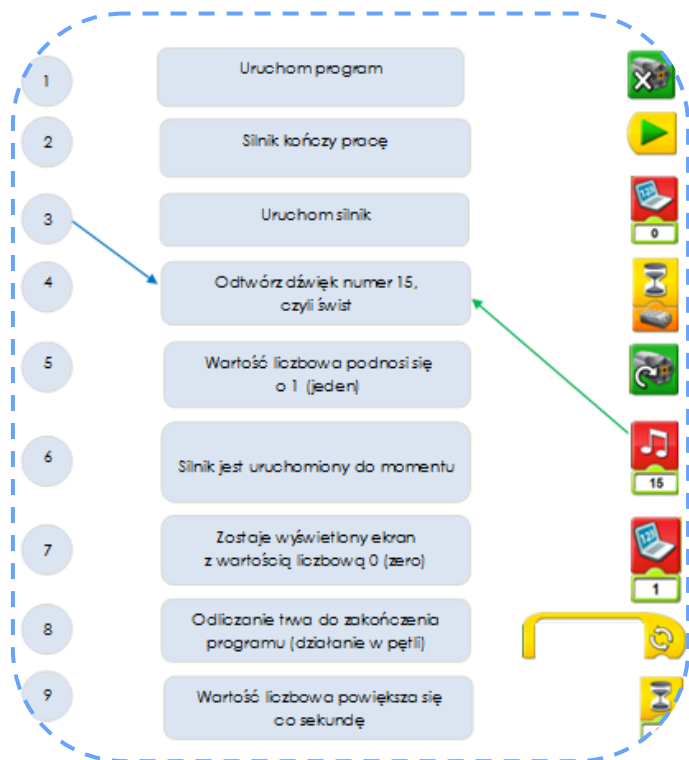 1
Uruchom program
2
Silnik kończy pracę
3
Uruchom silnik
123
0
4
Odtwórz dźwięk numer 15,
czyli świst
5
Wartość liczbowa podnosi się
o 1 (jeden)
6
Silnik jest uruchomiony do momentu
15
7
Zostaje wyświetlony ekran
z wartością liczbową 0 (zero)
123
1
8
Odliczanie trwa do zakończenia
programu (działanie w pętli)
9
Wartość liczbowa powiększa się
co sekundę